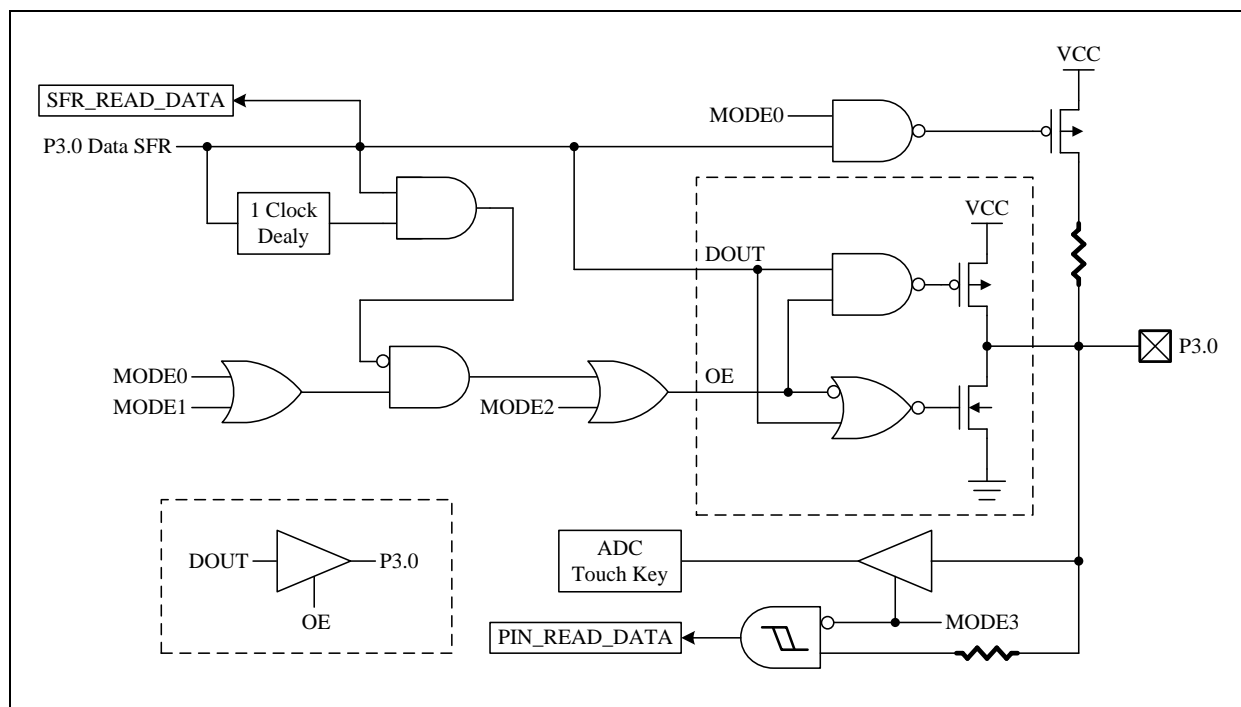 VCC
SFR_READ_DATA
MODE0
P3.0 Data SFR
1 Clock
Dealy
VCC
DOUT
P3.0
MODE0
MODE1
MODE2
OE
DOUT
P3.0
OE
ADC
Touch Key
MODE3
PIN_READ_DATA